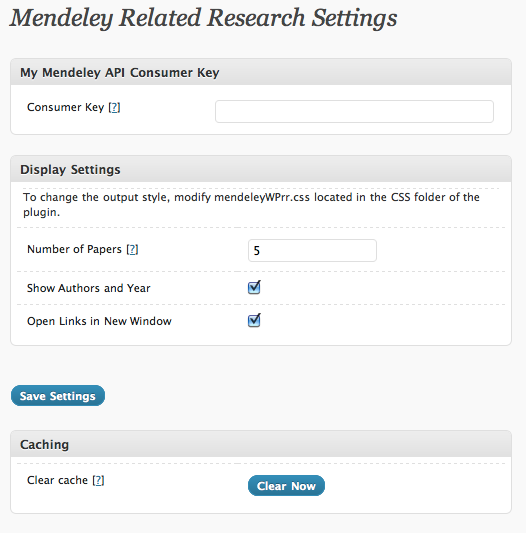 Mendeley Related Research Settings
My Mendeley API Consumer Key
Consumer Key [?]
Display Settings
To change the output style, modify mendeleyWPrr.css located in the CSS folder of the
plugin.
Number of Papers [?] 5
Show Authors and Year
Open Links in New Window
Save Settings
Caching
Clear cache [?] Clear Now